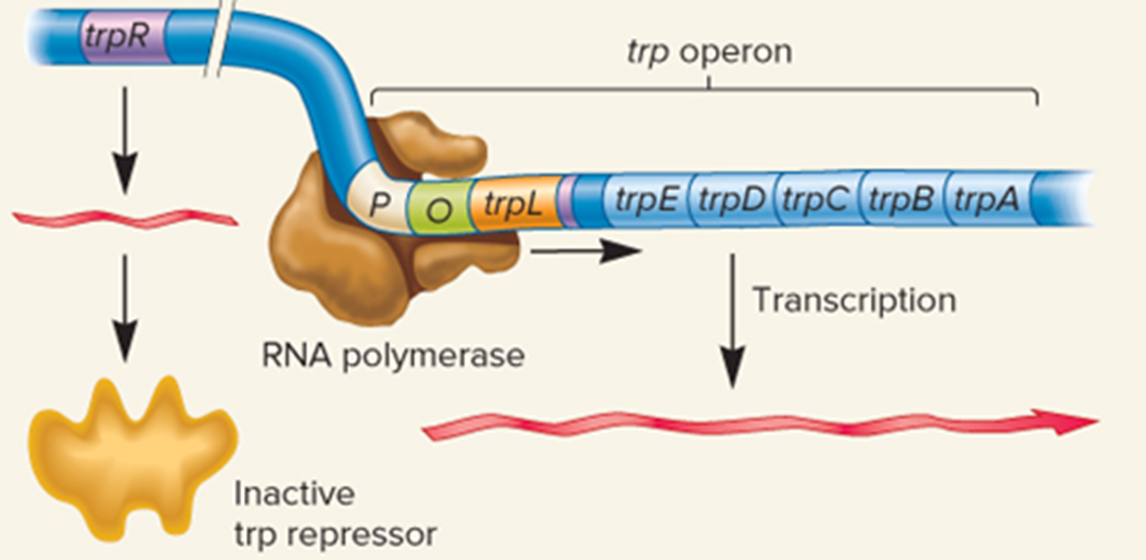 trpR
trp operon
P
O
trpL
trpE
trpD
trpC
trpB
trpA
Transcription
RNA polymerase
Inactive
trp repressor